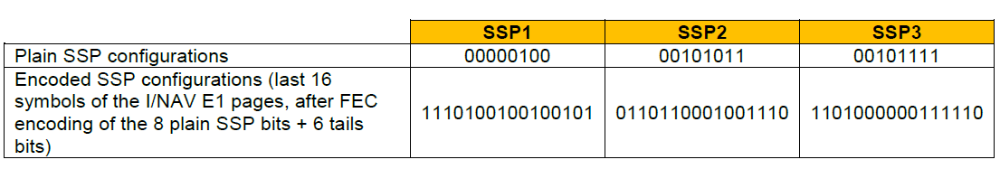 SSP1 SSP2 SSP3
Plain SSP configurations 00000100 00101011 00101111
Encoded SSP configurations (last 16
symbols of the I/NAV E1 pages, after FEC
encoding of the 8 plain SSP bits + 6 tails
bits) 1110100100100101 0110110001001110 1101000000111110